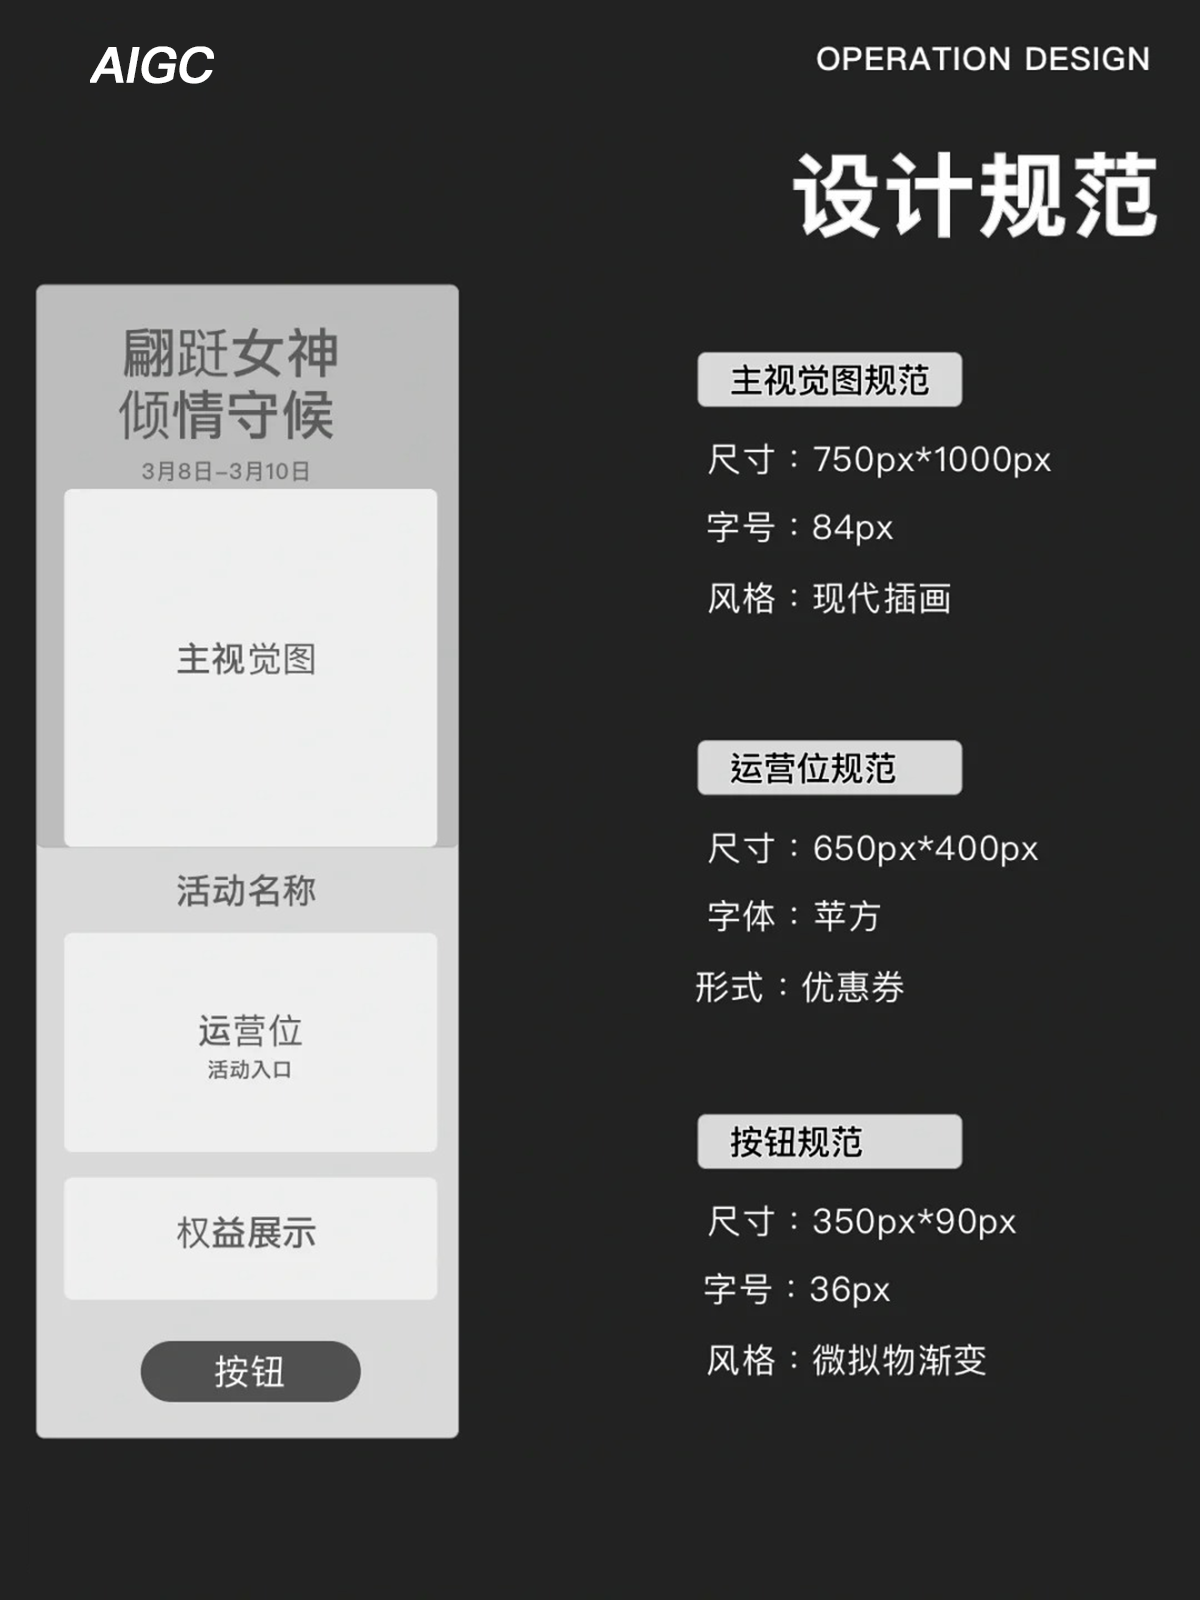 AIGC
OPERATION DESIGN
设计规范
翩跹女神
倾情守候
3月8日-3月10日
主视觉图
活动名称
运营位
活动入口
权益展示
按钮
主视觉图规范
尺寸：750px*1000px
字号：84px
风格：现代插画
运营位规范
尺寸：650px*400px
字体：苹方
形式：优惠券
按钮规范
尺寸：350px*90px
字号：36px
风格：微拟物渐变